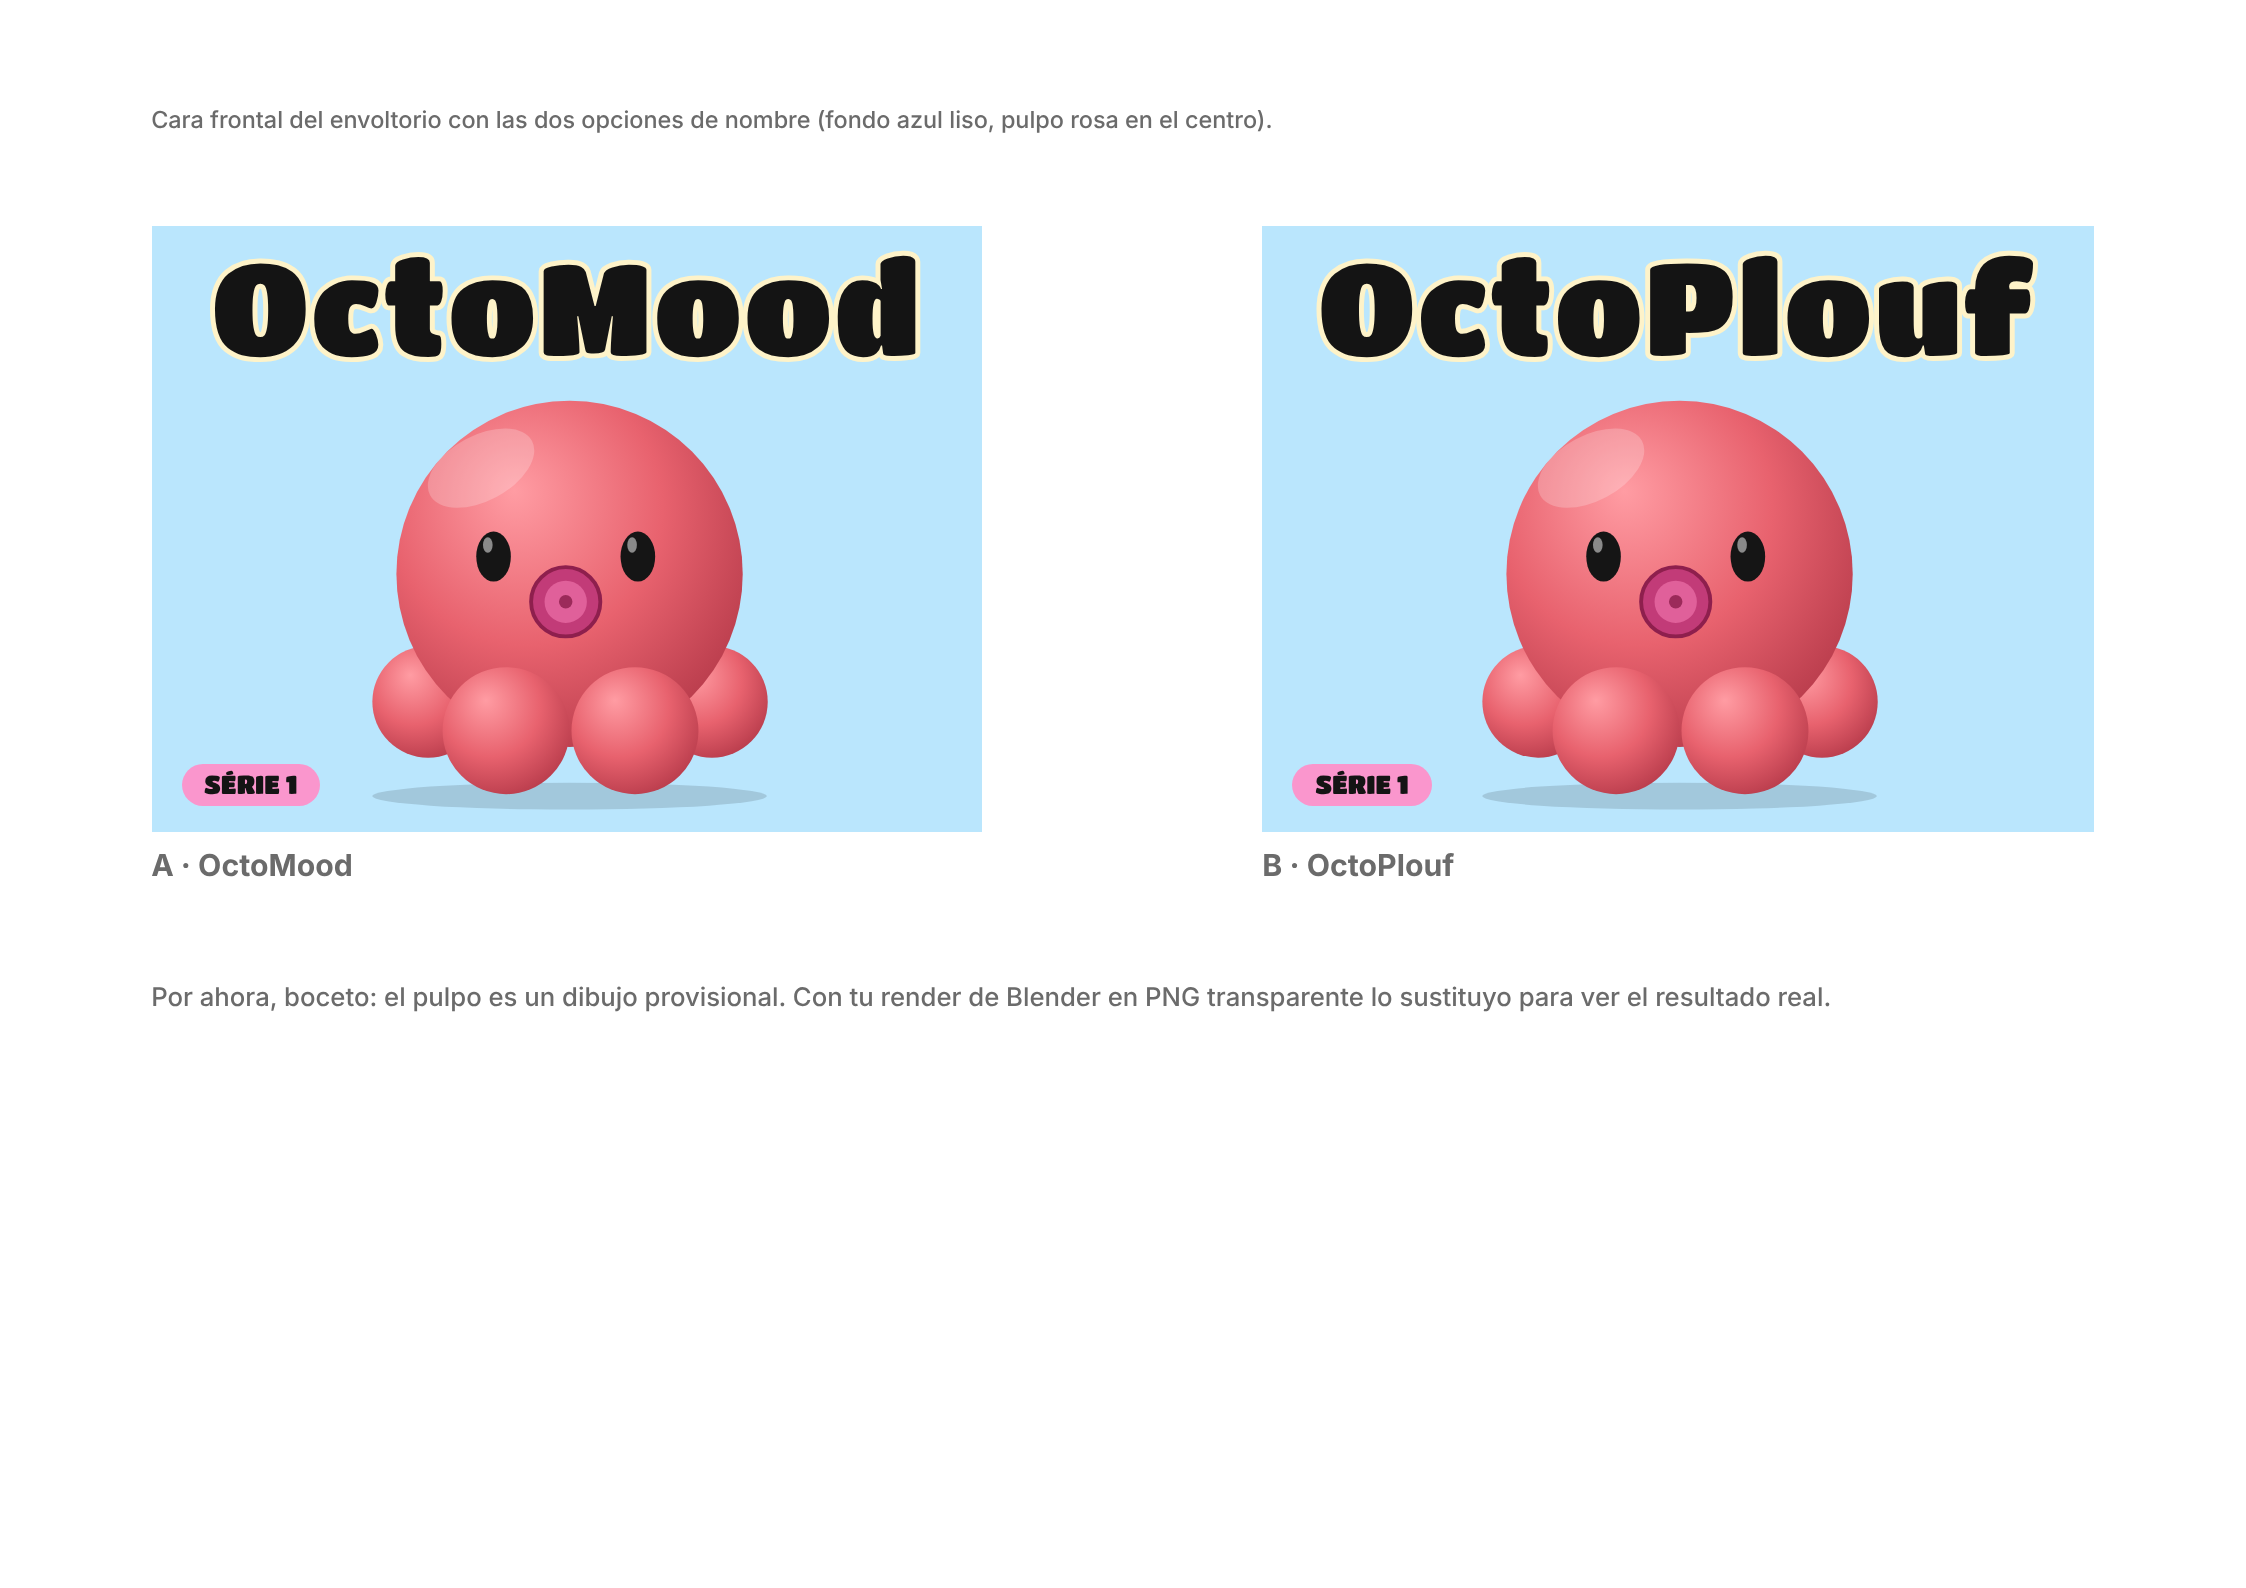 Cara frontal del envoltorio con las dos opciones de nombre (fondo azul liso, pulpo rosa en el centro).
OctoMood
SÉRIE 1
A · OctoMood
OctoPlouf
SÉRIE 1
B · OctoPlouf
Por ahora, boceto: el pulpo es un dibujo provisional. Con tu render de Blender en PNG transparente lo sustituyo para ver el resultado real.